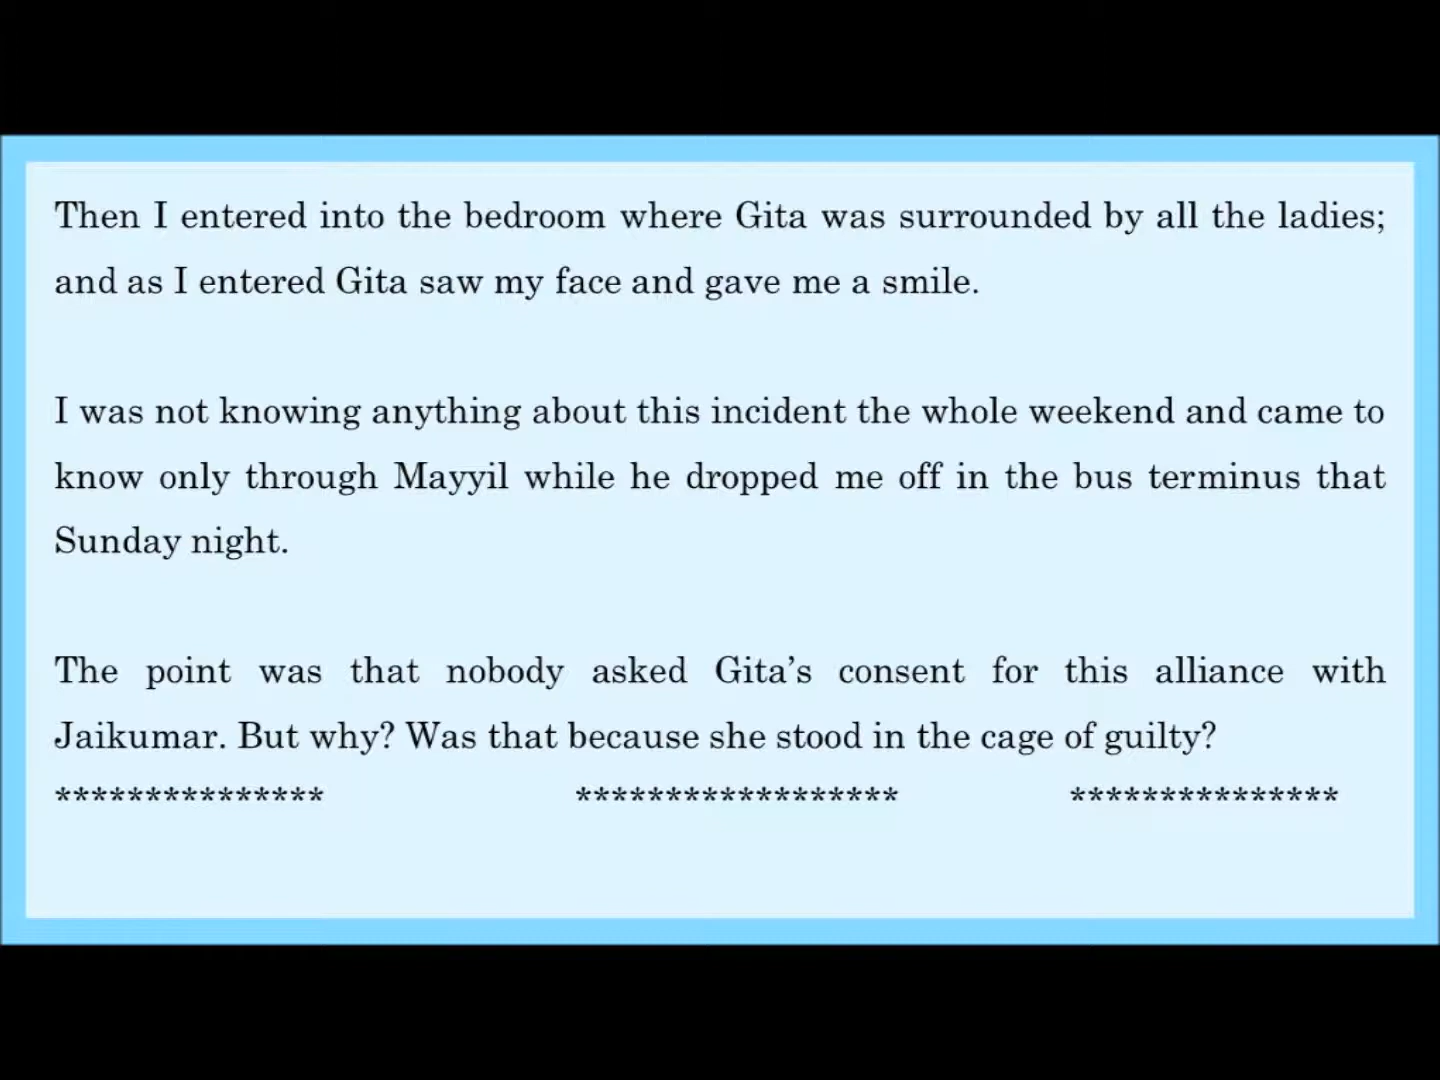 Then I entered into the bedroom where Gita was surrounded by all the ladies;
and as I entered Gita saw my face and gave me a smile.
I was not knowing anything about this incident the whole weekend and came to
know only through Mayyil while he dropped me off in the bus terminus that
Sunday night.
The point was that nobody asked Gita’s consent for this alliance with
Jaikumar. But why? Was that because she stood in the cage of guilty?
*************** ****************** ***************